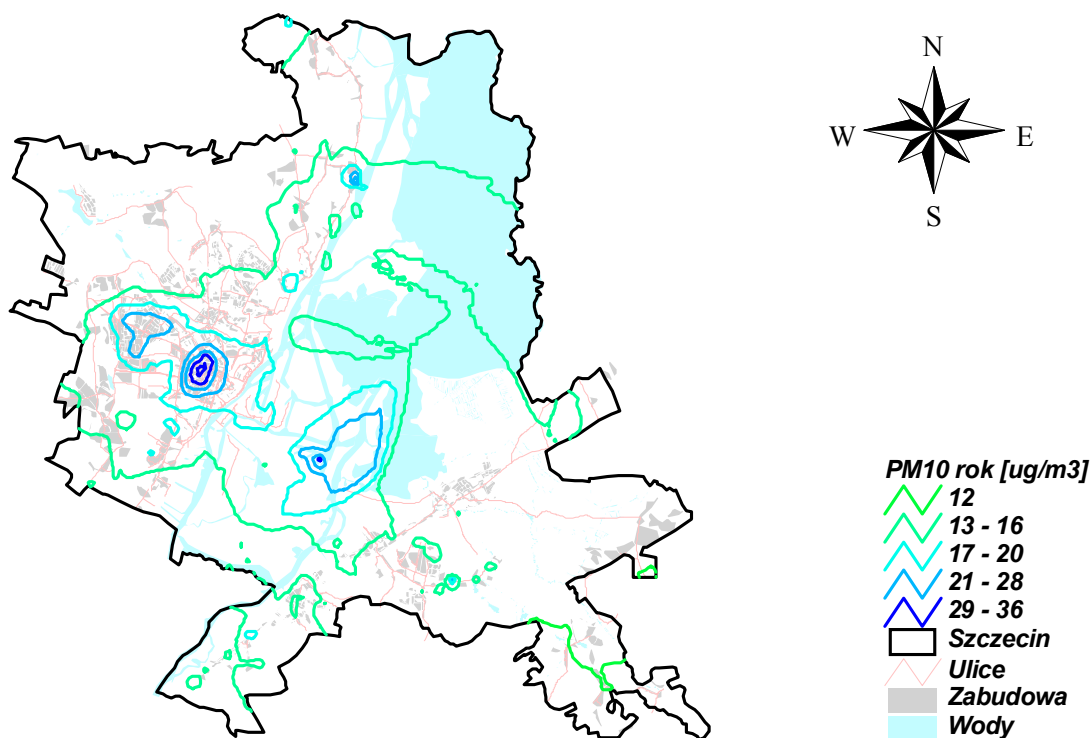 N
W E
S
PM10 rok [ug/m3]
12
13 - 16
17 - 20
21 - 28
29 - 36
Szczecin
Ulice
Zabudowa
Wody